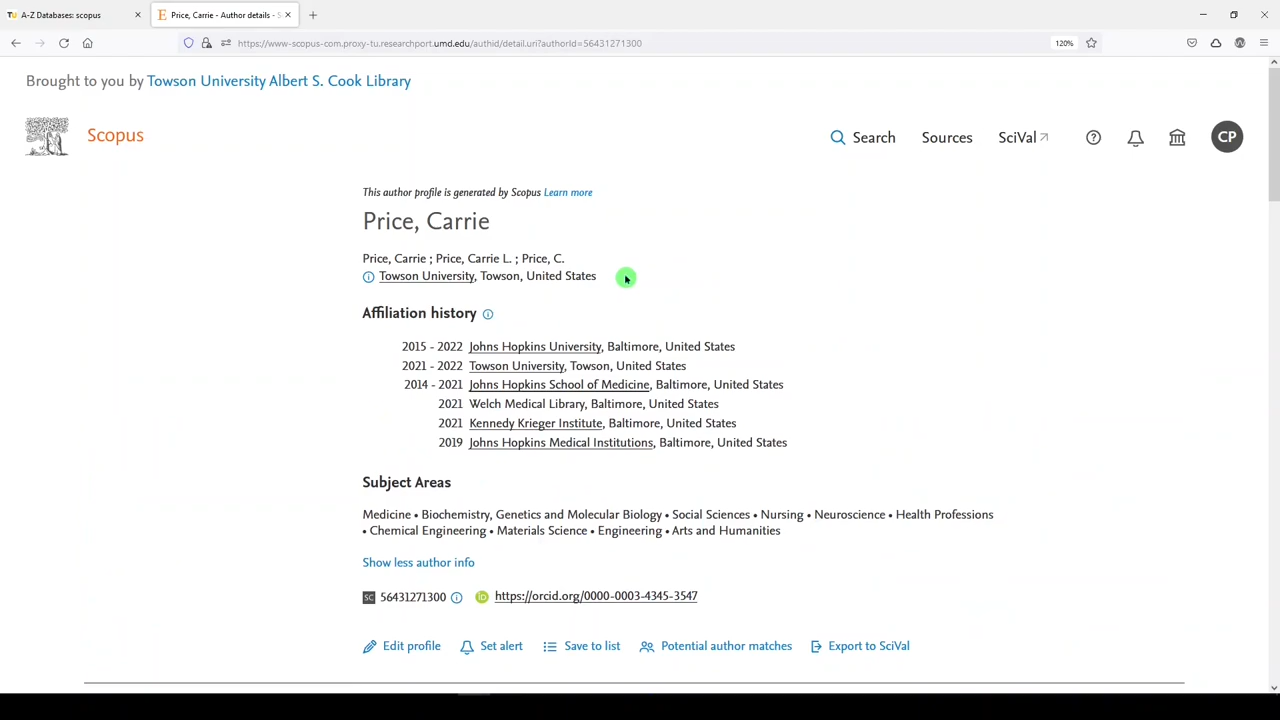 A-Z Databases: scopus
Price, Carrie - Author details - S
https://www-scopus-com.proxy-tu.researchport.umd.edu/authid/detail.uri?authorId=56431271300
120%
Brought to you by Towson University Albert S. Cook Library
Scopus
Search Sources SciVal
CP
This author profile is generated by Scopus Learn more
Price, Carrie
Price, Carrie ; Price, Carrie L. ; Price, C.
Towson University, Towson, United States
Affiliation history
2015 - 2022 Johns Hopkins University, Baltimore, United States
2021 - 2022 Towson University, Towson, United States
2014 - 2021 Johns Hopkins School of Medicine, Baltimore, United States
2021 Welch Medical Library, Baltimore, United States
2021 Kennedy Krieger Institute, Baltimore, United States
2019 Johns Hopkins Medical Institutions, Baltimore, United States
Subject Areas
Medicine • Biochemistry, Genetics and Molecular Biology • Social Sciences • Nursing • Neuroscience • Health Professions
• Chemical Engineering • Materials Science • Engineering • Arts and Humanities
Show less author info
SC 56431271300 iD https://orcid.org/0000-0003-4345-3547
Edit profile Set alert Save to list Potential author matches Export to SciVal